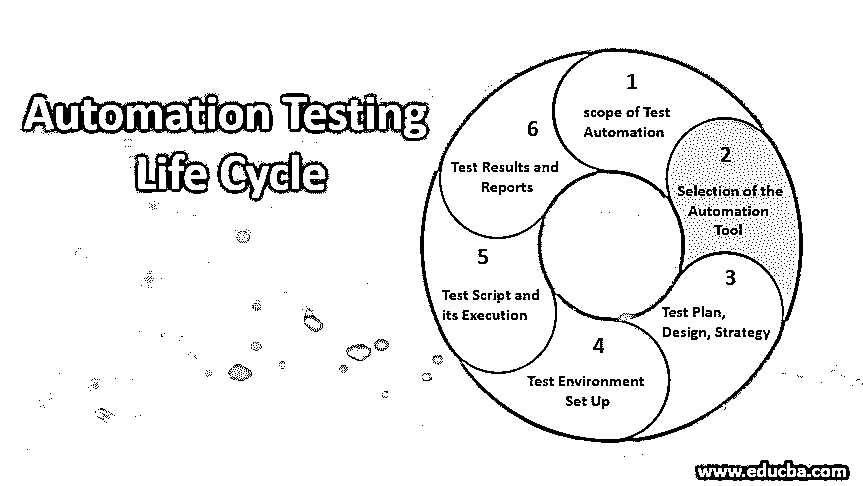 Automation Testing
Life Cycle
1
scope of Test
Automation
2
Selection of the
Automation
Tool
3
Test Plan,
Design, Strategy
4
Test Environment
Set Up
5
Test Script and
its Execution
6
Test Results and
Reports
www.educba.com